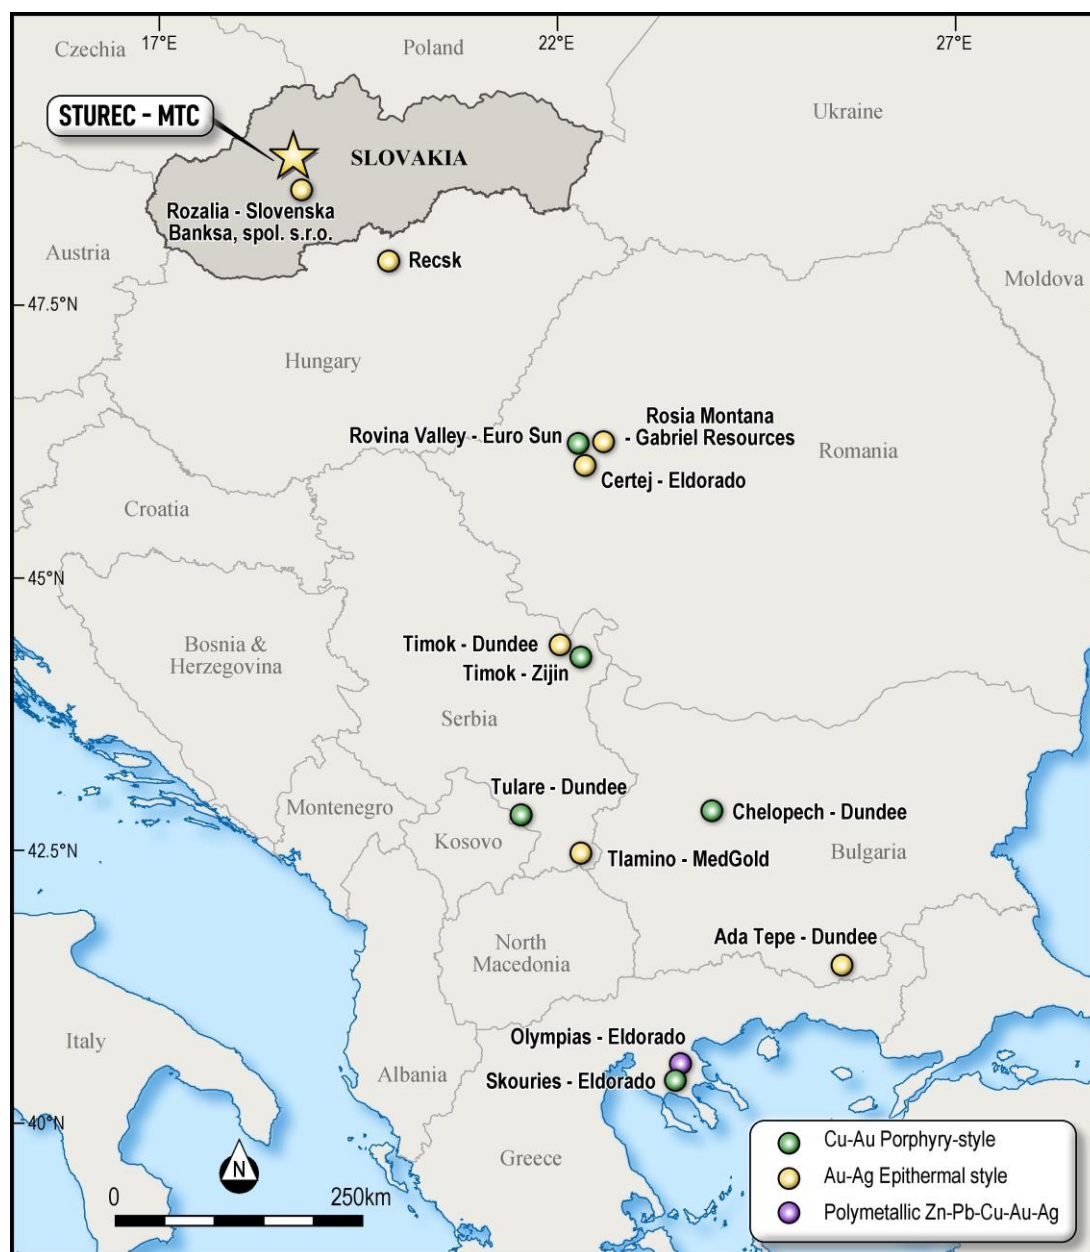 17°E
22°E
27°E
Czechia
Poland
Ukraine
STUREC - MTC
SLOVAKIA
Rozalia - Slovenska
Banksa, spol. s.r.o.
Austria
Recsk
Moldova
47.5°N
Hungary
Rosia Montana
- Gabriel Resources
Rovina Valley - Euro Sun
Certej - Eldorado
Romania
Croatia
45°N
Bosnia &
Herzegovina
Timok - Dundee
Timok - Zijin
Serbia
Tulare - Dundee
Montenegro
Chelopech - Dundee
Kosovo
42.5°N
Tlamino - MedGold
Bulgaria
Ada Tepe - Dundee
North
Macedonia
Italy
Olympias - Eldorado
Albania
Skouries - Eldorado
40°N
Greece
N
0
250km
Cu-Au Porphyry-style
Au-Ag Epithermal style
Polymetallic Zn-Pb-Cu-Au-Ag